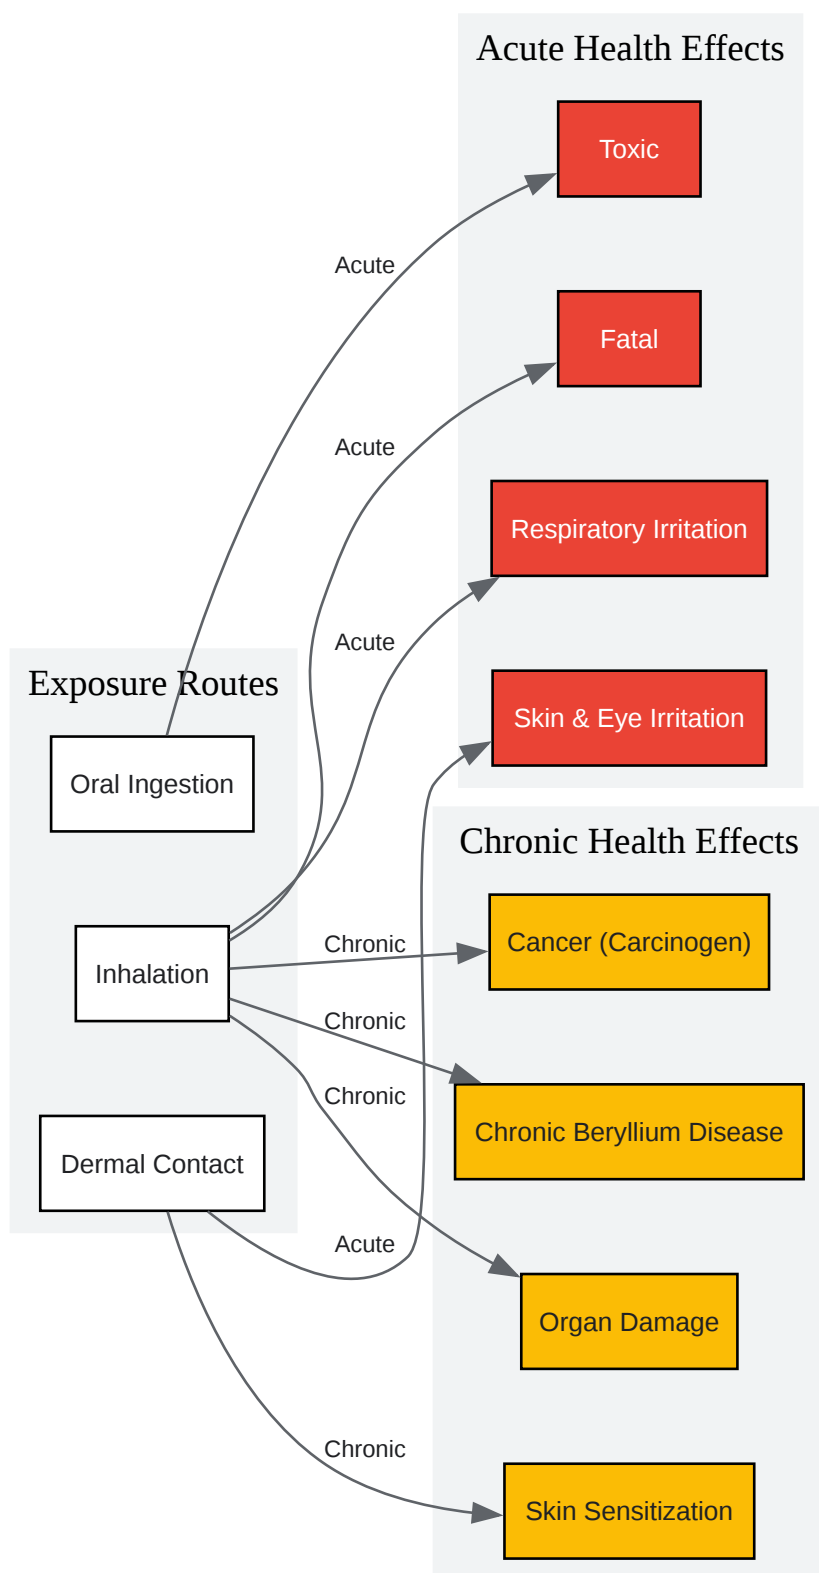 Acute Health Effects
Toxic
Acute
Fatal
Acute
Respiratory Irritation
Acute
Exposure Routes
Skin & Eye Irritation
Oral Ingestion
Chronic Health Effects
Chronic
Cancer (Carcinogen)
Inhalation
Chronic
Chronic
Chronic Beryllium Disease
Dermal Contact
Acute
Organ Damage
Chronic
Skin Sensitization